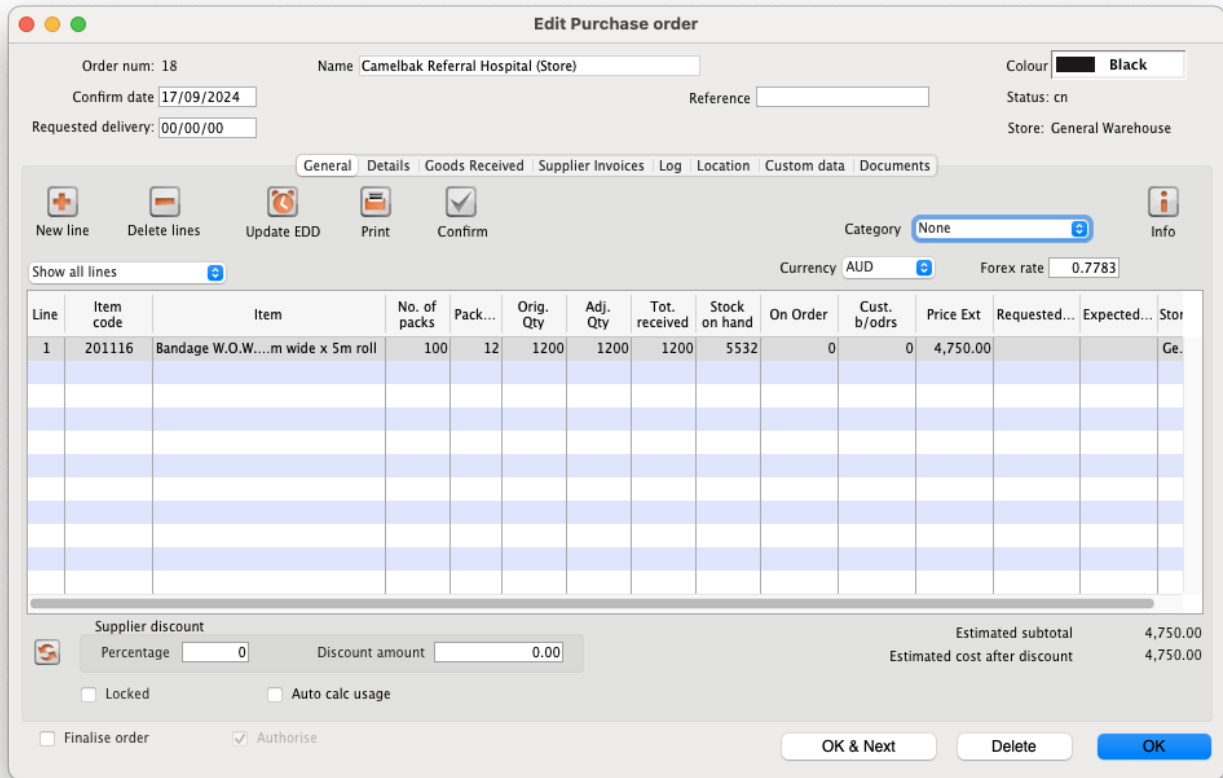 Edit Purchase order
Order num: 18
Name Camelbak Referral Hospital (Store)
Colour Black
Confirm date 17/09/2024
Reference
Status: cn
Requested delivery: 00/00/00
Store: General Warehouse
General Details Goods Received Supplier Invoices Log Location Custom data Documents
New line Delete lines Update EDD Print Confirm
Category None
Info
Show all lines
Currency AUD
Forex rate 0.7783
Line Item code Item No. of packs Pack... Orig. Qty Adj. Qty Tot. received Stock on hand On Order Cust. b/odrs Price Ext Requested... Expected... Stor
1 201116 Bandage W.O.W....m wide x 5m roll 100 12 1200 1200 1200 5532 0 0 4,750.00 Ge.
Supplier discount
Percentage 0 Discount amount 0.00
Estimated subtotal 4,750.00
Estimated cost after discount 4,750.00
Locked Auto calc usage
Finalise order Authorise
OK & Next Delete OK